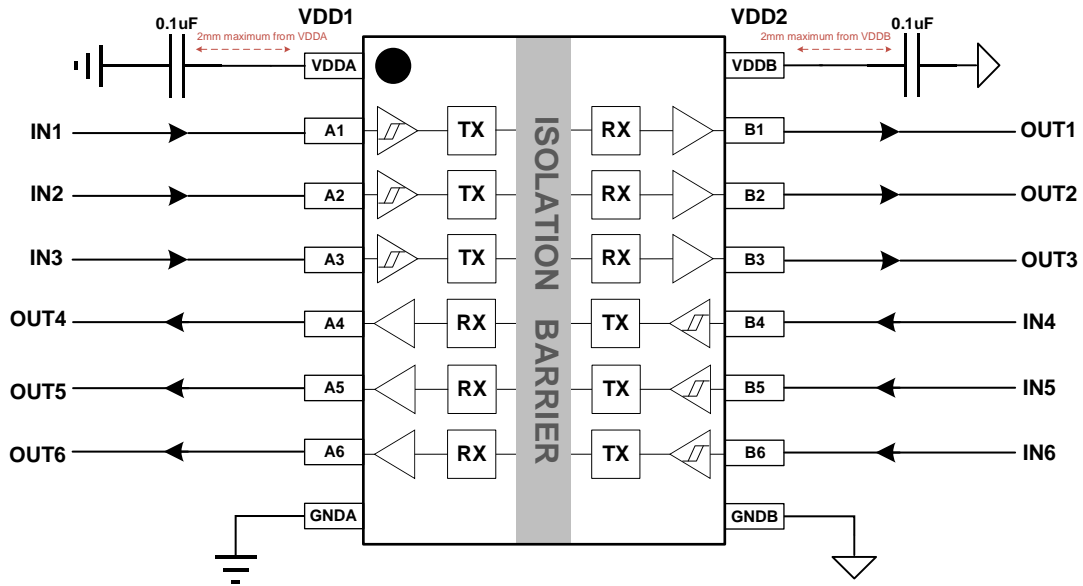 VDD1
VDD2
0.1uF
0.1uF
2mm maximum from VDDA
2mm maximum from VDDB
VDDA
VDDB
IN1
A1
TX
RX
B1
OUT1
IN2
A2
TX
RX
B2
OUT2
IN3
A3
TX
RX
B3
OUT3
OUT4
A4
RX
TX
B4
IN4
OUT5
A5
RX
TX
B5
IN5
OUT6
A6
RX
TX
B6
IN6
ISOLATION BARRIER
GNDA
GNDB